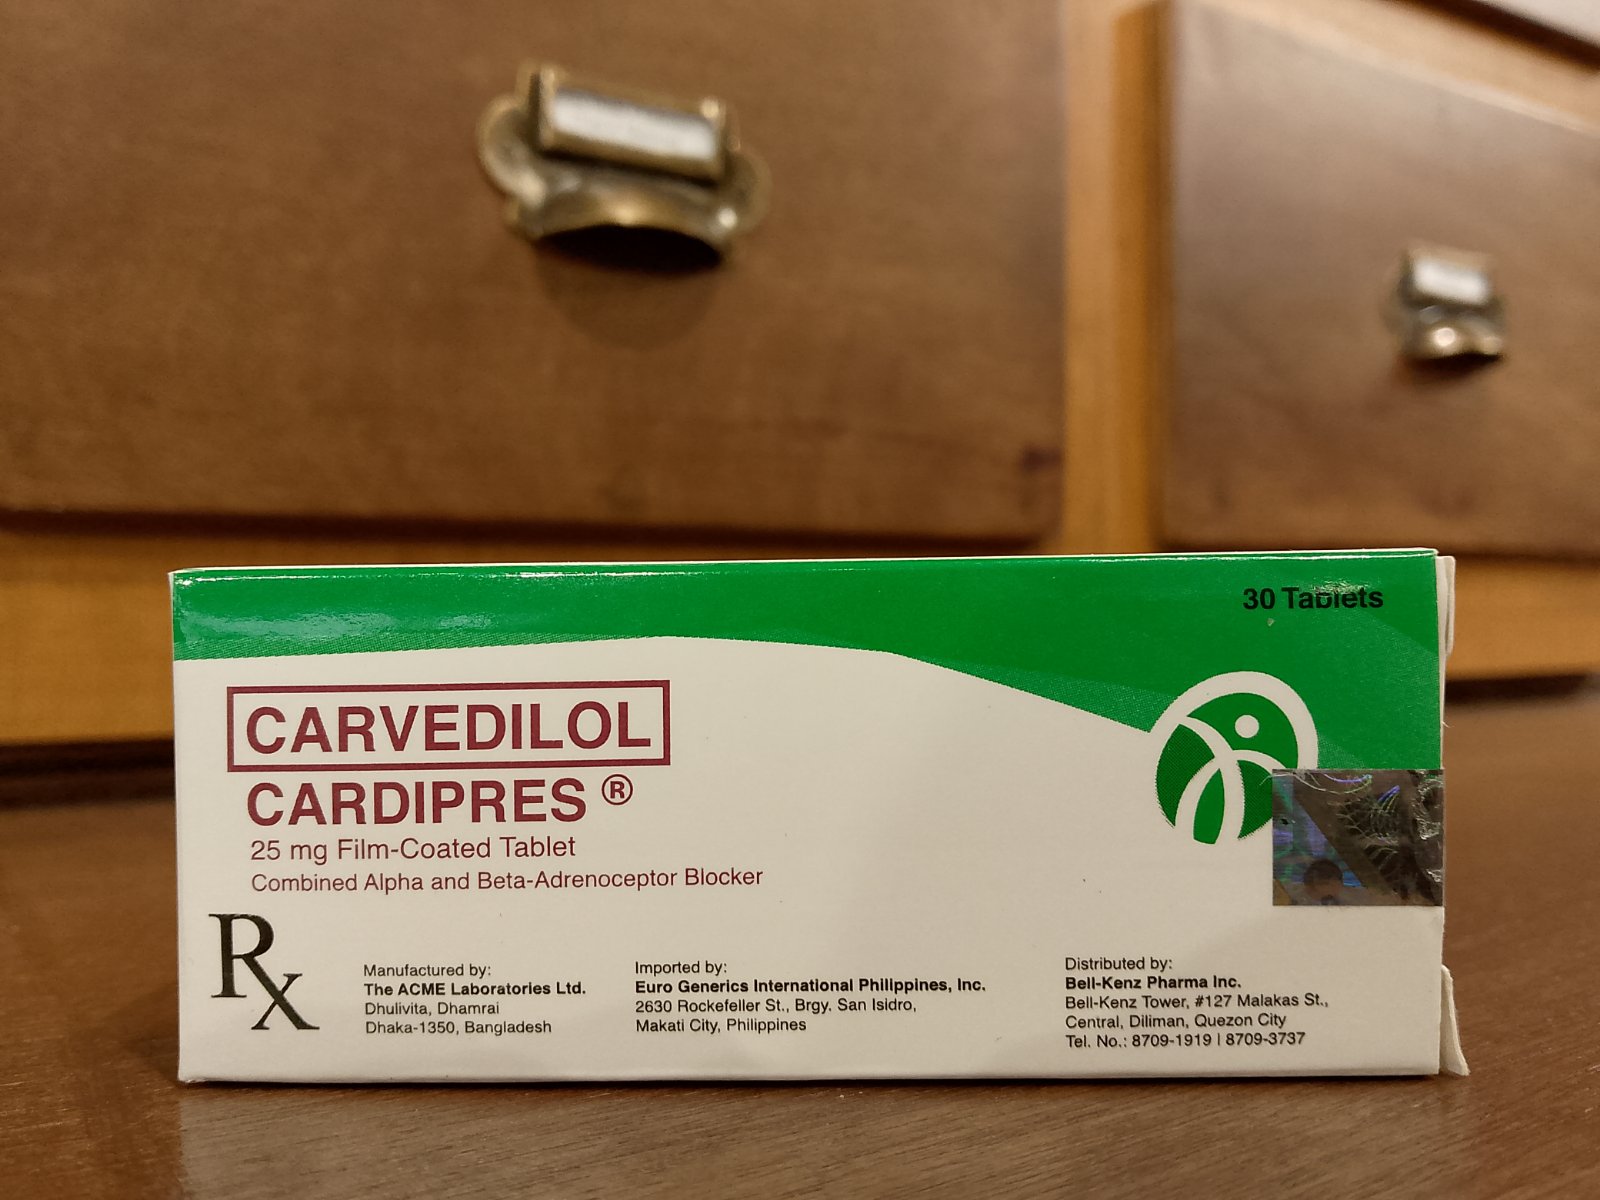 30 Tablets
CARVEDILOL
CARDIPRES ®
25 mg Film-Coated Tablet
Combined Alpha and Beta-Adrenoceptor Blocker
Rx
Manufactured by:
The ACME Laboratories Ltd.
Dhulivita, Dhamrai
Dhaka-1350, Bangladesh
Imported by:
Euro Generics International Philippines, Inc.
2630 Rockefeller St., Brgy. San Isidro,
Makati City, Philippines
Distributed by:
Bell-Kenz Pharma Inc.
Bell-Kenz Tower, #127 Malakas St.,
Central, Diliman, Quezon City
Tel. No.: 8709-1919 | 8709-3737